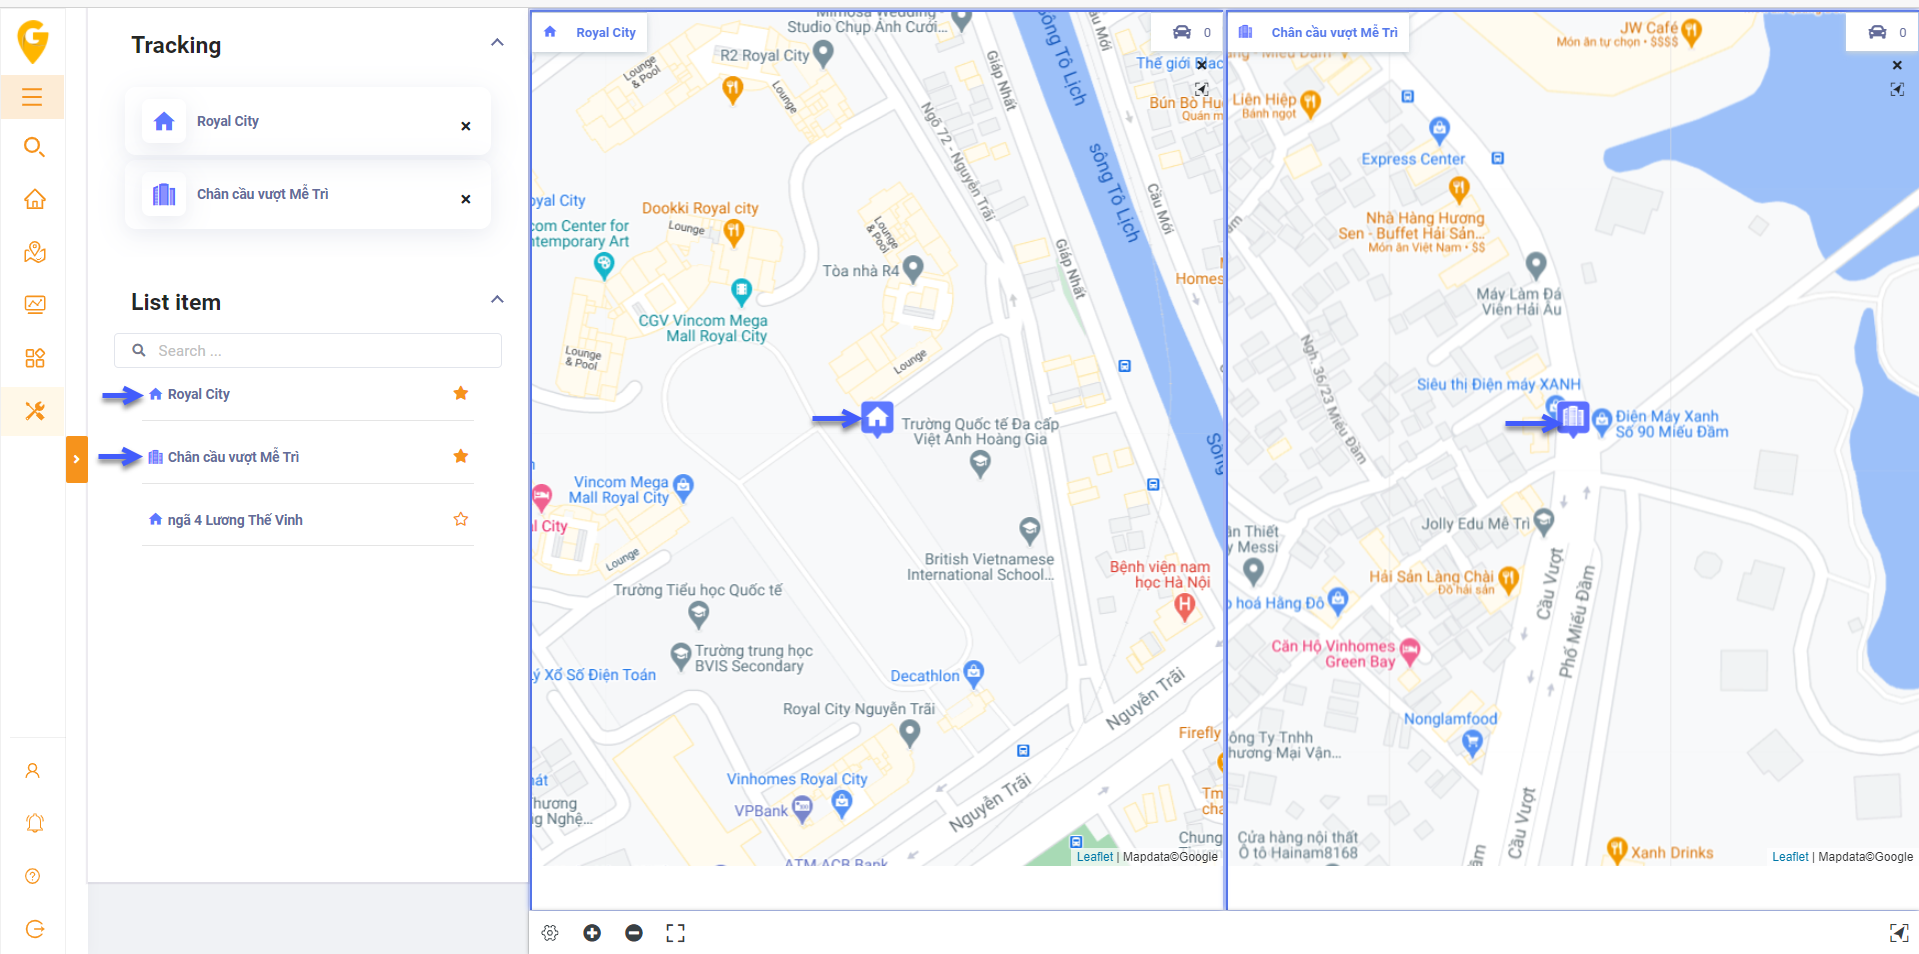 Tracking
Royal City
Chân cầu vượt Mễ Trì
List item
Search ...
Royal City
Chân cầu vượt Mễ Trì
ngã 4 Lương Thế Vinh
Royal City
0
Studio Chụp Ảnh Cưới...
R2 Royal City
Lounge
& Pool
Lounge
Giáp Nhất
sông Tô Lịch
Cầu Mới
Thế giới
Bún Bò
Quán
Ngõ 72 - Nguyễn Trãi
sông Tô Lịch
Cầu Mới
Royal City
Dookki Royal city
Lounge
Center for
Art
Lounge
& Pool
Tòa nhà R4
Giáp Nhất
Homes
CGV Vincom Mega
Mall Royal City
Lounge
& Pool
Lounge
Trường Quốc tế Đa cấp
Việt Anh Hoàng Gia
Sông
Vincom Mega
Mall Royal City
City
Lounge
British Vietnamese
International School...
Bệnh viện nam
học Hà Nội
Trường Tiểu học Quốc tế
Trường trung học
BVIS Secondary
Xổ Số Điện Toán
Decathlon
Nguyễn Trãi
Royal City Nguyễn Trãi
Firefly
Vinhomes Royal City
VPBank
Nguyễn Trãi
Nghệ...
ATM ACB Bank
Chung
Leaflet | Mapdata©Google
Chân cầu vượt Mễ Trì
0
JW Café
Món ăn tự chọn • $$$$
Liên Hiệp
Bánh ngọt
Express Center
Nhà Hàng Hương
Sen - Buffet Hải Sản...
Món ăn Việt Nam • $$
Máy Làm Đá
Viên Hải Âu
Ngh. 36/23 Miếu Đầm
Siêu thị Điện máy XANH
Điện Máy Xanh
Số 90 Miếu Đầm
Thiết
Messi
Jolly Edu Mễ Trì
Hải Sản Làng Chài
Đồ hải sản
hoá Hằng Đô
Cầu Vượt
Phố Miếu Đầm
Căn Hộ Vinhomes
Green Bay
Nonglamfood
Ty Tnhh
Mại Vận...
Cầu Vượt
Cửa hàng nội thất
Ô tô Hainam8168
Xanh Drinks
Leaflet | Mapdata©Google